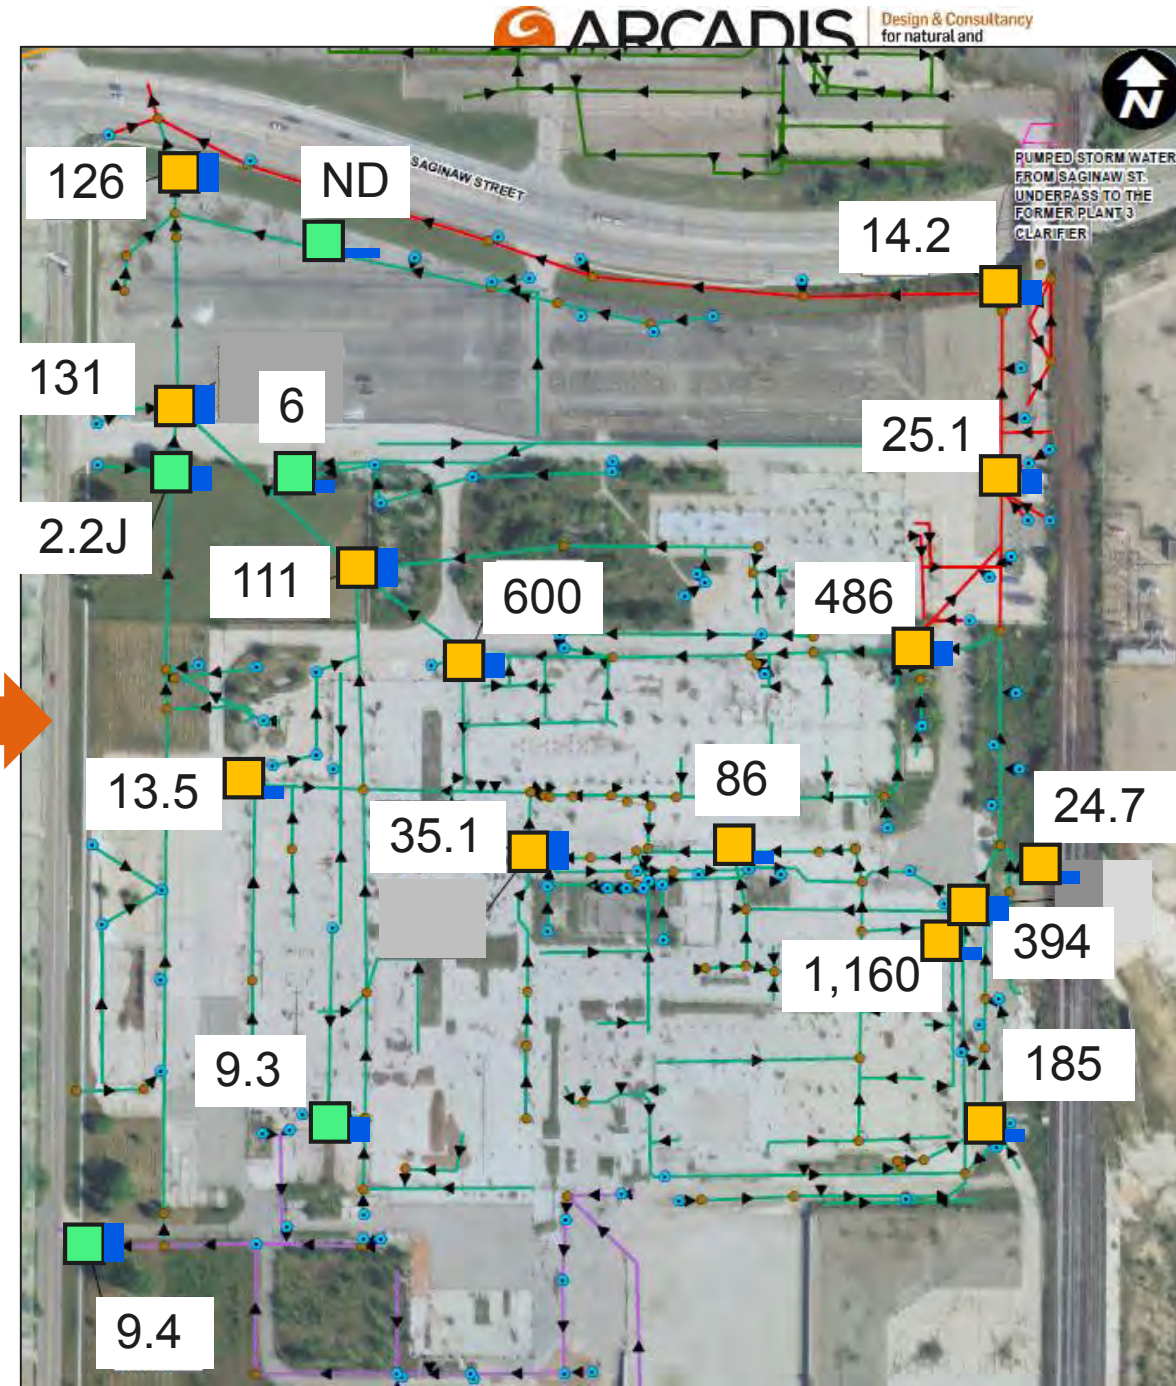 ARCADIS
Design & Consultancy
for natural and
N
SAGINAW STREET
PUMPED STORM WATER
FROM SAGINAW ST.
UNDERPASS TO THE
FORMER PLANT 3
CLARIFIER
126
ND
14.2
131
6
25.1
2.2J
111
600
486
13.5
35.1
86
24.7
1,160
394
9.3
185
9.4